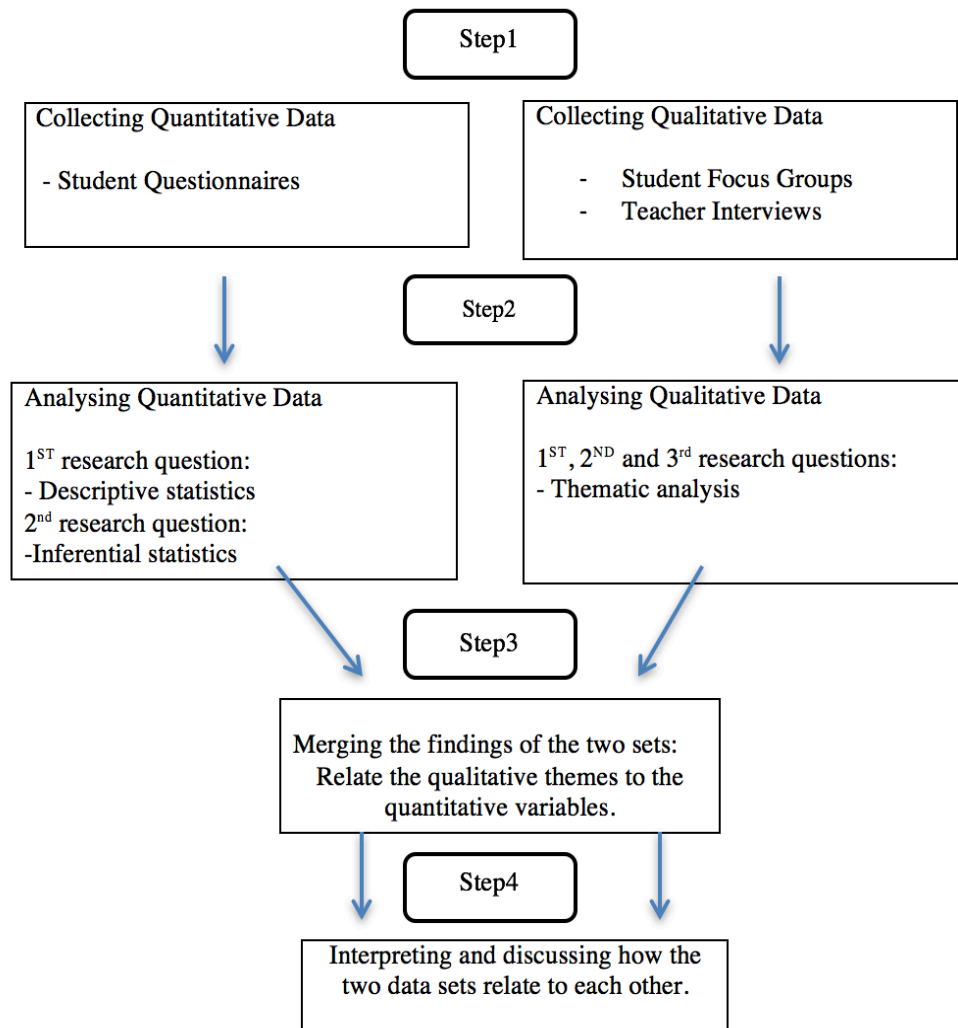 Step1
Collecting Quantitative Data
- Student Questionnaires
Collecting Qualitative Data
- Student Focus Groups
- Teacher Interviews
Step2
Analysing Quantitative Data
1ST research question:
- Descriptive statistics
2nd research question:
-Inferential statistics
Analysing Qualitative Data
1ST, 2ND and 3rd research questions:
- Thematic analysis
Step3
Merging the findings of the two sets:
Relate the qualitative themes to the
quantitative variables.
Step4
Interpreting and discussing how the
two data sets relate to each other.